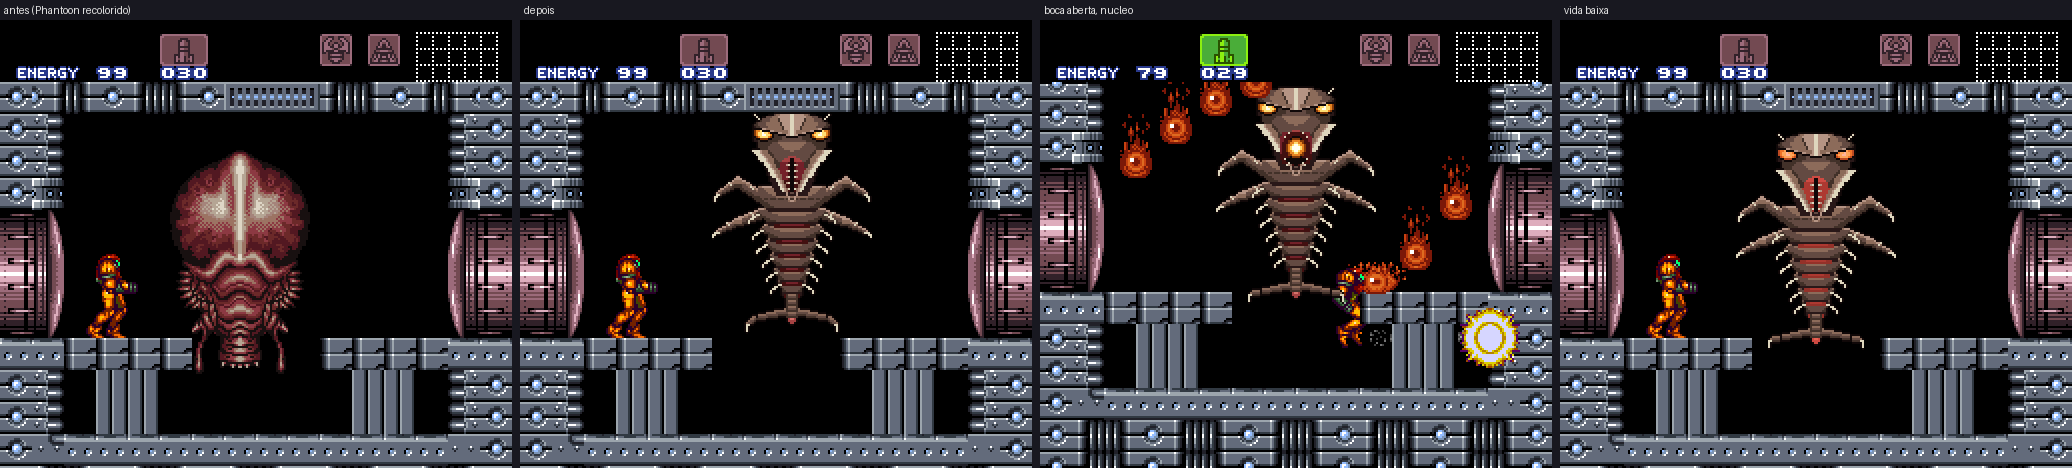 antes (Phantoon recolorido)
ENERGY 99 030
depois
ENERGY 99 030
boca aberta, nucleo
ENERGY 79 029
vida baixa
ENERGY 99 030